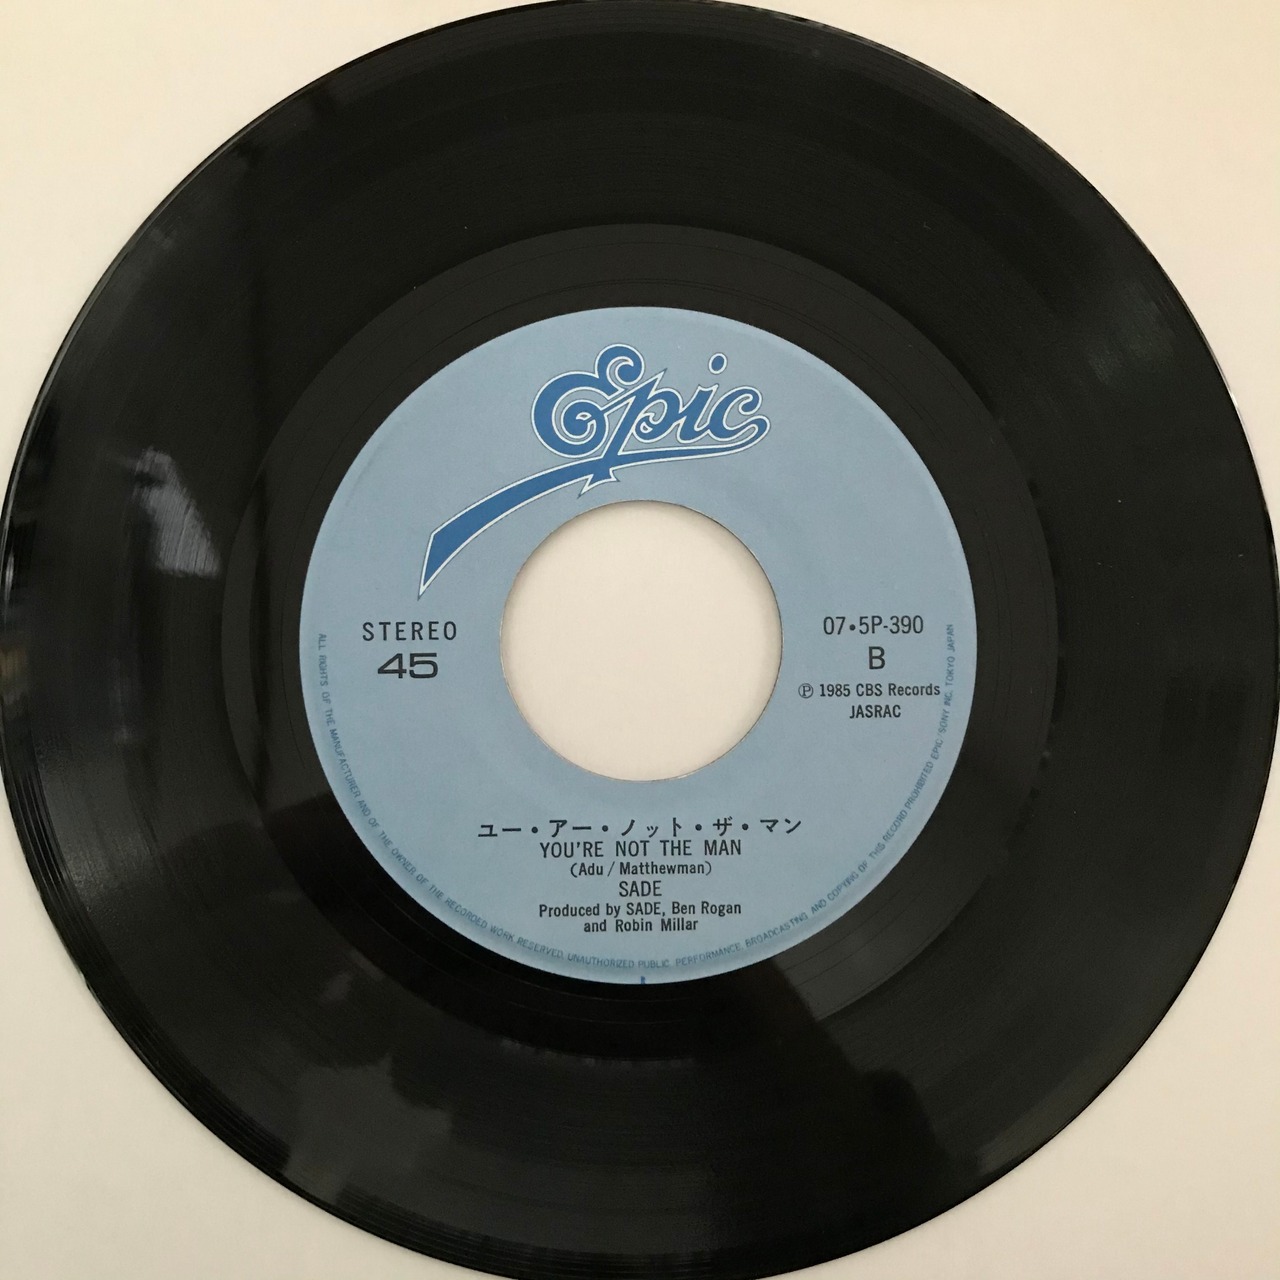 Epic
STEREO
45
07•5P-390
B
Ⓟ 1985 CBS Records
JASRAC
ユー・アー・ノット・ザ・マン
YOU'RE NOT THE MAN
(Adu / Matthewman)
SADE
Produced by SADE, Ben Rogan
and Robin Millar
ALL RIGHTS OF THE MANUFACTURER AND OF THE OWNER OF THE RECORDED WORK RESERVED. UNAUTHORIZED PUBLIC PERFORMANCE, BROADCASTING AND COPYING OF THIS RECORD PROHIBITED EPIC/SONY INC. TOKYO JAPAN